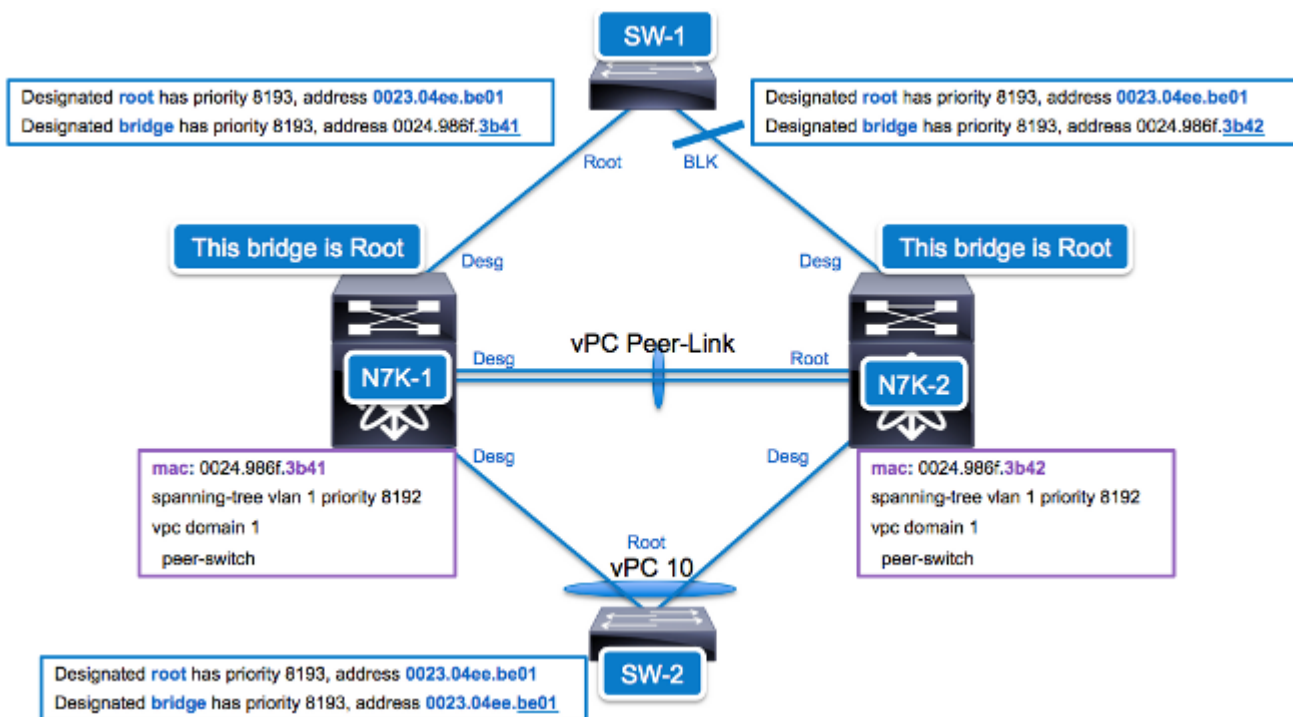 SW-1
Designated root has priority 8193, address 0023.04ee.be01
Designated bridge has priority 8193, address 0024.986f.3b41
Designated root has priority 8193, address 0023.04ee.be01
Designated bridge has priority 8193, address 0024.986f.3b42
Root
BLK
This bridge is Root
This bridge is Root
Desg
Desg
vPC Peer-Link
Desg
Root
N7K-1
N7K-2
Desg
Desg
mac: 0024.986f.3b41
spanning-tree vlan 1 priority 8192
vpc domain 1
peer-switch
mac: 0024.986f.3b42
spanning-tree vlan 1 priority 8192
vpc domain 1
peer-switch
Root
vPC 10
SW-2
Designated root has priority 8193, address 0023.04ee.be01
Designated bridge has priority 8193, address 0023.04ee.be01